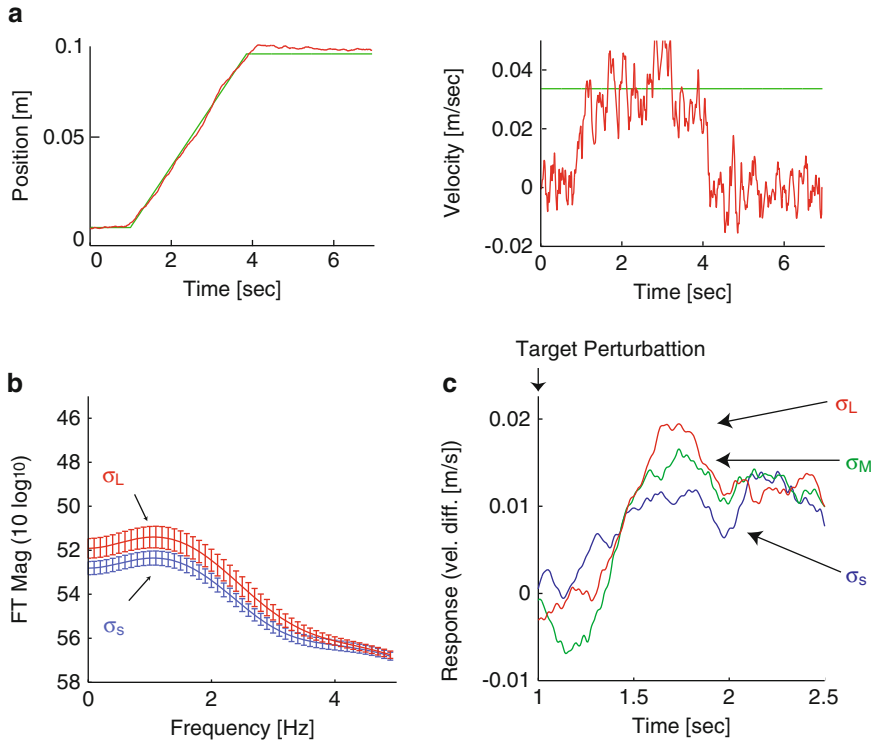 a
0.1
0.05
0
Position [m]
0 2 4 6
Time [sec]
0.04
0.02
0
-0.02
Velocity [m/sec]
0 2 4 6
Time [sec]
b
46
48
50
52
54
56
58
FT Mag (10 log10)
σL
σs
0 2 4
Frequency [Hz]
Target Perturbattion
c
0.02
0.01
0
-0.01
Response (vel. diff. [m/s])
σL
σM
σs
1 1.5 2 2.5
Time [sec]